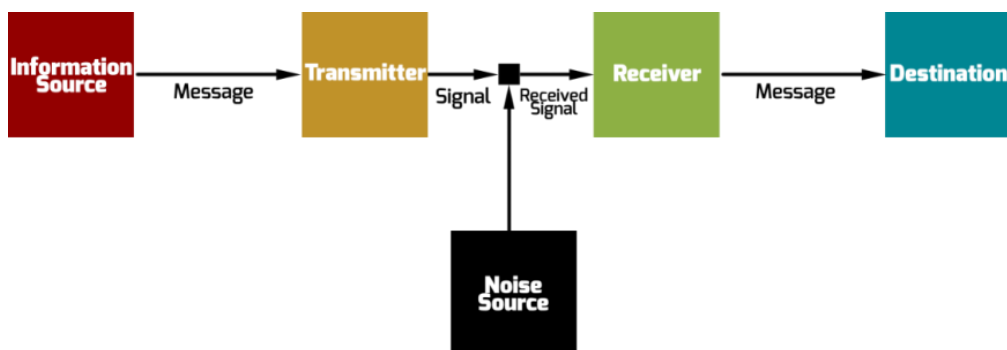 Information
Source
Message
Transmitter
Signal
Received
Signal
Receiver
Message
Destination
Noise
Source